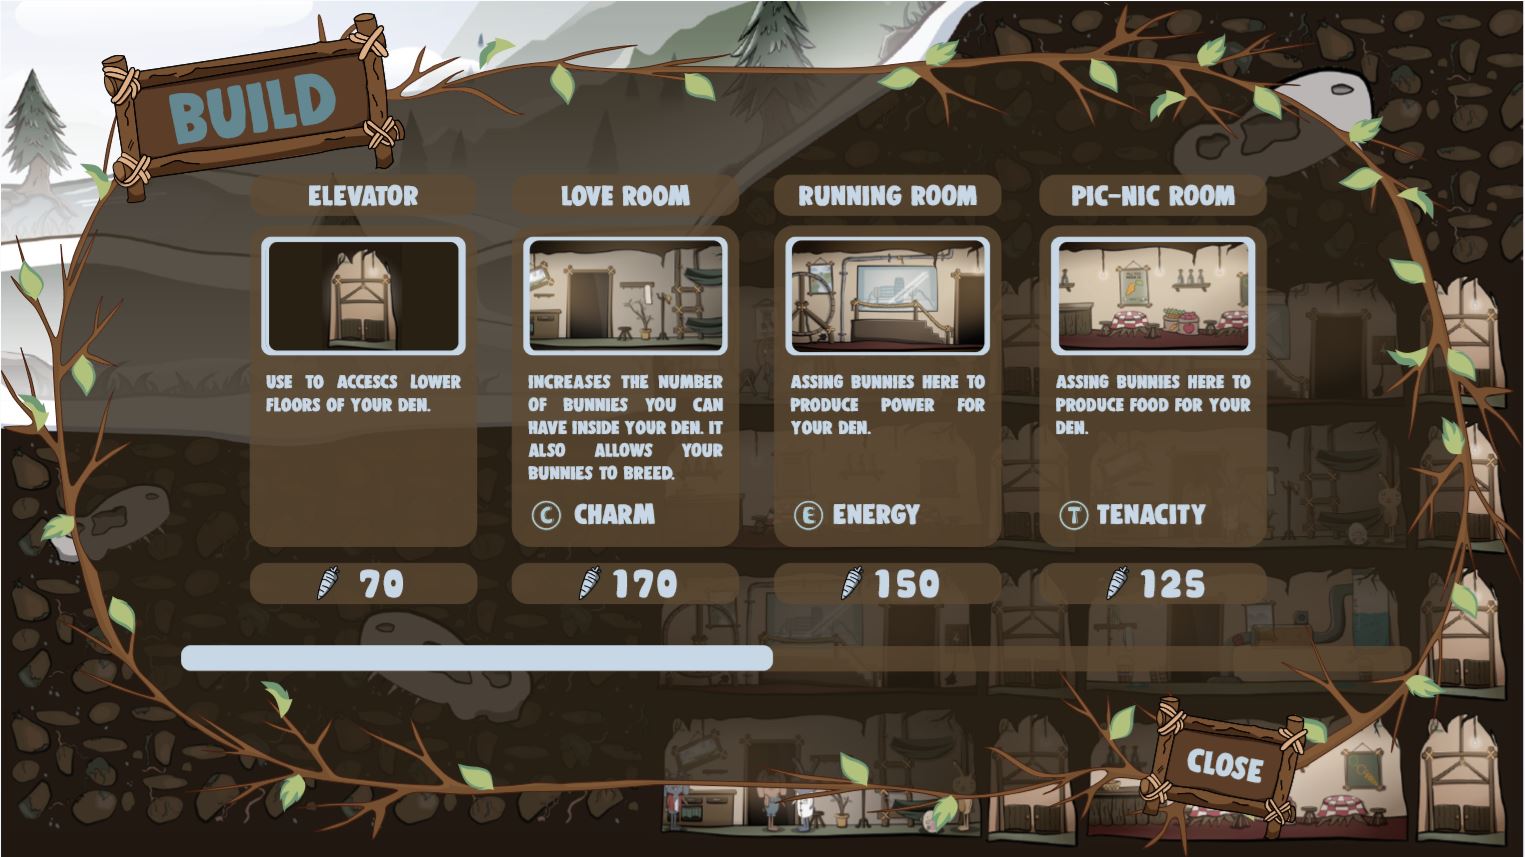 BUILD
ELEVATOR
USE TO ACCESCS LOWER
FLOORS OF YOUR DEN.
70
LOVE ROOM
INCREASES THE NUMBER
OF BUNNIES YOU CAN
HAVE INSIDE YOUR DEN. IT
ALSO ALLOWS YOUR
BUNNIES TO BREED.
C CHARM
170
RUNNING ROOM
ASSING BUNNIES HERE TO
PRODUCE POWER FOR
YOUR DEN.
E ENERGY
150
PIC-NIC ROOM
ASSING BUNNIES HERE TO
PRODUCE FOOD FOR YOUR
DEN.
T TENACITY
125
CLOSE